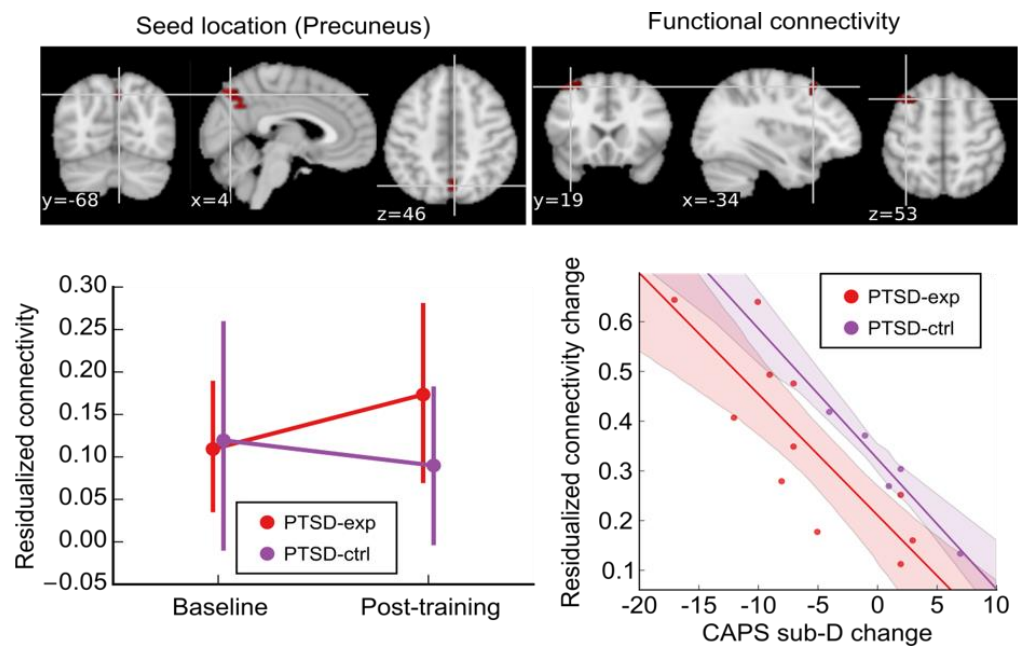 Seed location (Precuneus)
Functional connectivity
y=-68
x=4
z=46
y=19
x=-34
z=53
Residualized connectivity
0.30
0.25
0.20
0.15
0.10
0.05
0.00
−0.05
PTSD-exp
PTSD-ctrl
Baseline
Post-training
Residualized connectivity change
0.6
0.5
0.4
0.3
0.2
0.1
PTSD-exp
PTSD-ctrl
-20
-15
-10
-5
0
5
10
CAPS sub-D change